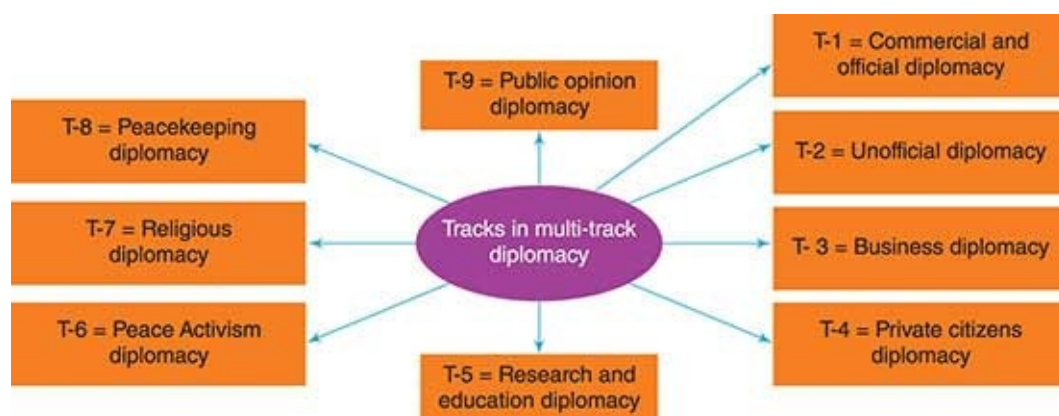 T-1 = Commercial and
official diplomacy
T-9 = Public opinion
diplomacy
T-8 = Peacekeeping
diplomacy
T-2 = Unofficial diplomacy
T-7 = Religious
diplomacy
Tracks in multi-track
diplomacy
T- 3 = Business diplomacy
T-6 = Peace Activism
diplomacy
T-4 = Private citizens
diplomacy
T-5 = Research and
education diplomacy